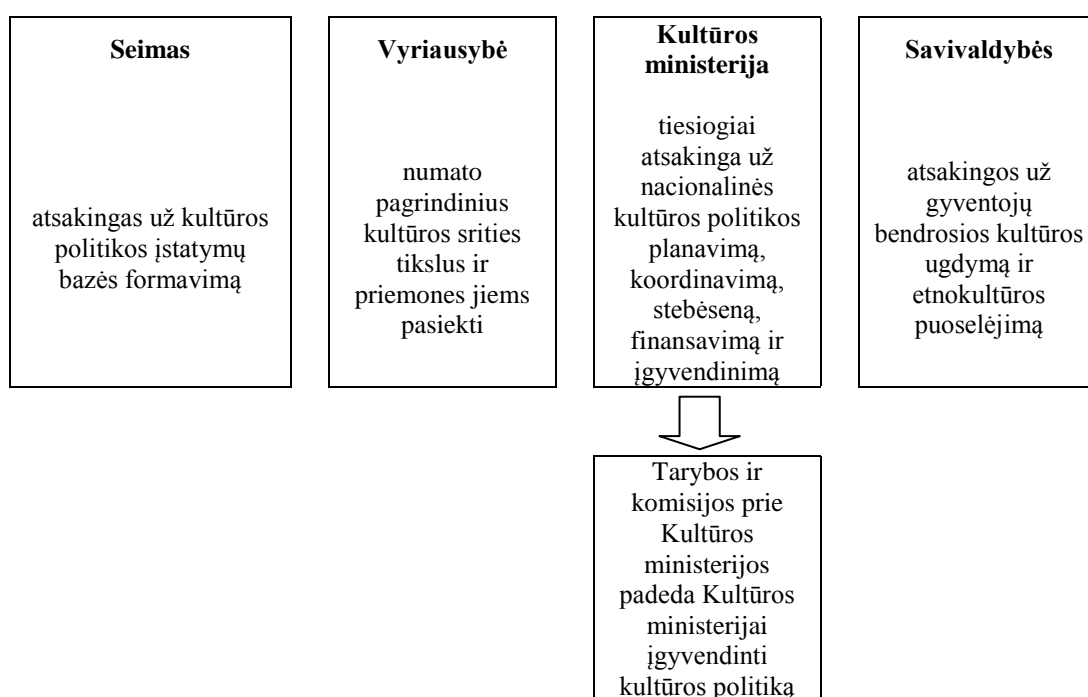 Seimas
atsakingas už kultūros
politikos įstatymų
bazės formavimą
Vyriausybė
numato
pagrindinius
kultūros srities
tikslus ir
priemones jiems
pasiekti
Kultūros
ministerija
tiesiogiai
atsakinga už
nacionalinės
kultūros politikos
planavimą,
koordinavimą,
stebėseną,
finansavimą ir
įgyvendinimą
Savivaldybės
atsakingos už
gyventojų
bendrosios kultūros
ugdymą ir
etnokultūros
puoselėjimą
Tarybos ir
komisijos prie
Kultūros
ministerijos
padeda Kultūros
ministerijai
įgyvendinti
kultūros politiką